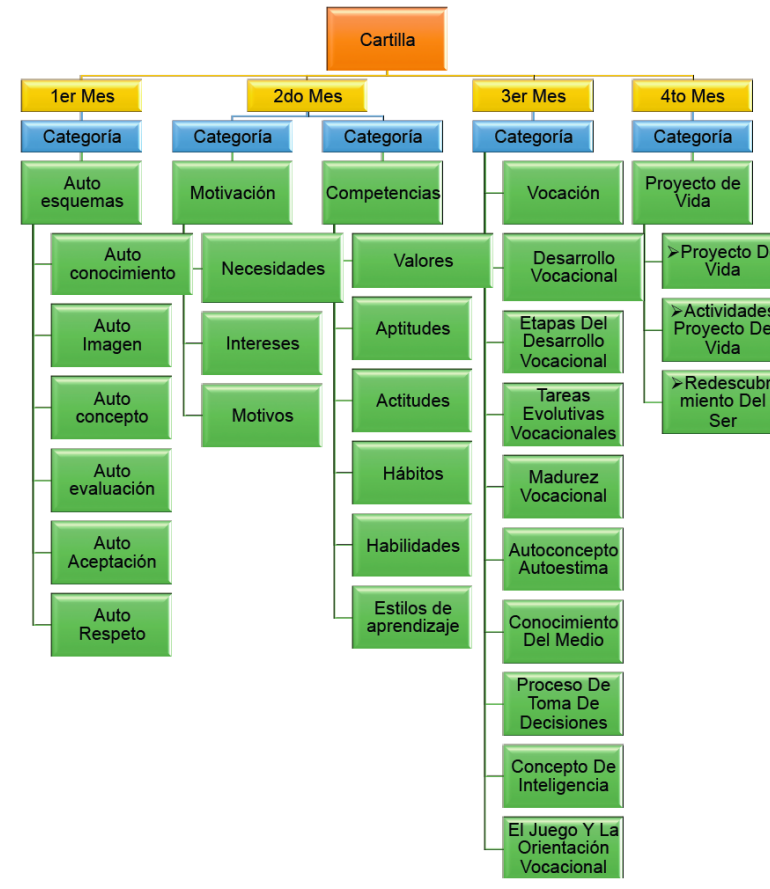 Cartilla
1er Mes
2do Mes
3er Mes
4to Mes
Categoría
Categoría
Categoría
Categoría
Categoría
Auto
esquemas
Auto
conocimiento
Auto
Imagen
Auto
concepto
Auto
evaluación
Auto
Aceptación
Auto
Respeto
Motivación
Necesidades
Intereses
Motivos
Competencias
Valores
Aptitudes
Actitudes
Hábitos
Habilidades
Estilos de
aprendizaje
Vocación
Desarrollo
Vocacional
Etapas Del
Desarrollo
Vocacional
Tareas
Evolutivas
Vocacionales
Madurez
Vocacional
Autoconcepto
Autoestima
Conocimiento
Del Medio
Proceso De
Toma De
Decisiones
Concepto De
Inteligencia
El Juego Y La
Orientación
Vocacional
Proyecto de
Vida
➢Proyecto D
Vida
➢Actividades
Proyecto De
Vida
➢Redescubr
miento Del
Ser